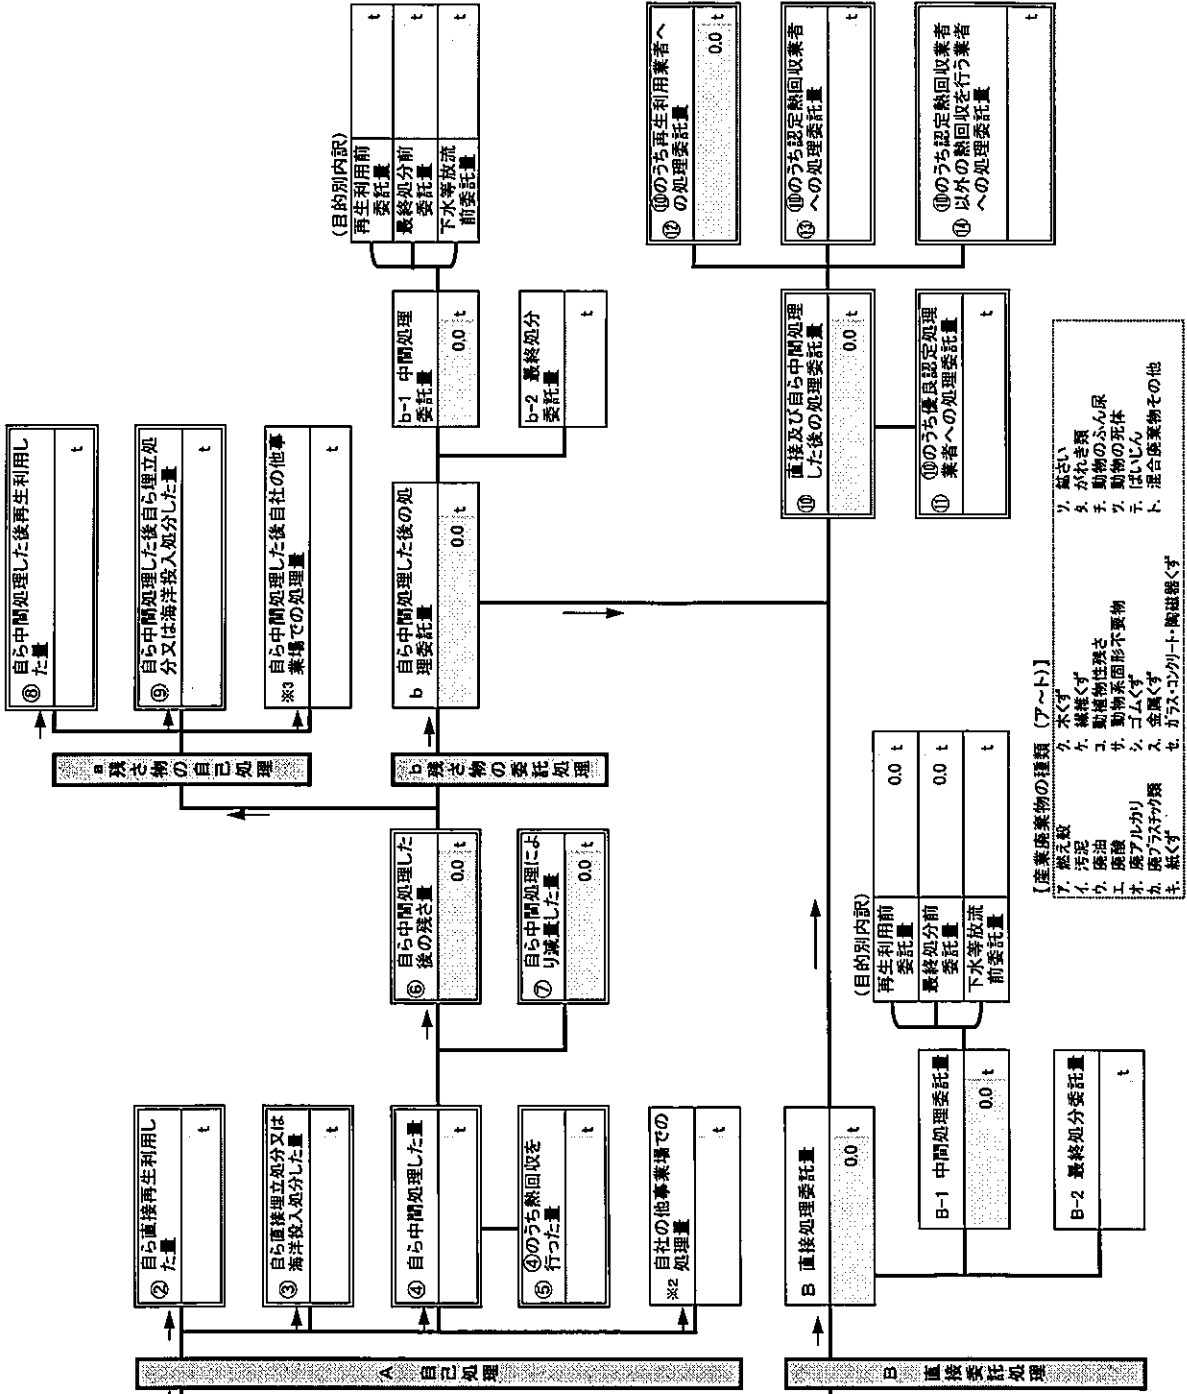 A 自己処理
② 自ら直接再生利用し
た量
t
③ 自ら直接埋立処分又は
海洋投入処分した量
t
④ 自ら中間処理した量
t
⑤ ④のうち熱回収を
行った量
t
※2 自社の他事業場での
処理量
t
⑥ 自ら中間処理した
後の残さ量
0.0 t
⑦ 自ら中間処理によ
り減量した量
0.0 t
a 残さ物の自己処理
⑧ 自ら中間処理した後再生利用し
た量
t
⑨ 自ら中間処理した後自ら埋立処
分又は海洋投入処分した量
t
※3 自ら中間処理した後自社の他事
業場での処理量
t
b 残さ物の委託処理
b 自ら中間処理した後の処
理委託量
0.0 t
b-1 中間処理
委託量
0.0 t
b-2 最終処分
委託量
t
(目的別内訳)
再生利用前
委託量
t
最終処分前
委託量
t
下水等放流
前委託量
t
B 直接委託処理
B 直接処理委託量
0.0 t
B-1 中間処理委託量
0.0 t
B-2 最終処分委託量
t
(目的別内訳)
再生利用前
委託量
0.0 t
最終処分前
委託量
0.0 t
下水等放流
前委託量
t
⑩ 直接及び自ら中間処理
した後の処理委託量
0.0 t
⑪ ⑩のうち優良認定処理
業者への処理委託量
t
⑫ ⑩のうち再生利用業者へ
の処理委託量
0.0 t
⑬ ⑩のうち認定熱回収業者
への処理委託量
t
⑭ ⑩のうち認定熱回収業者
以外の熱回収を行う業者
への処理委託量
t
【産業廃棄物の種類 (ア～ト)】
ア. 燃え殻
イ. 汚泥
ウ. 廃油
エ. 廃酸
オ. 廃アルカリ
カ. 廃プラスチック類
キ. 紙くず
ク. 木くず
ケ. 繊維くず
コ. 動植物性残さ
サ. 動物系固形不要物
シ. ゴムくず
ス. 金属くず
セ. ガラス・コンクリート・陶磁器くず
ソ. 鉱さい
タ. がれき類
チ. 動物のふん尿
ツ. 動物の死体
テ. ばいじん
ト. 混合廃棄物その他